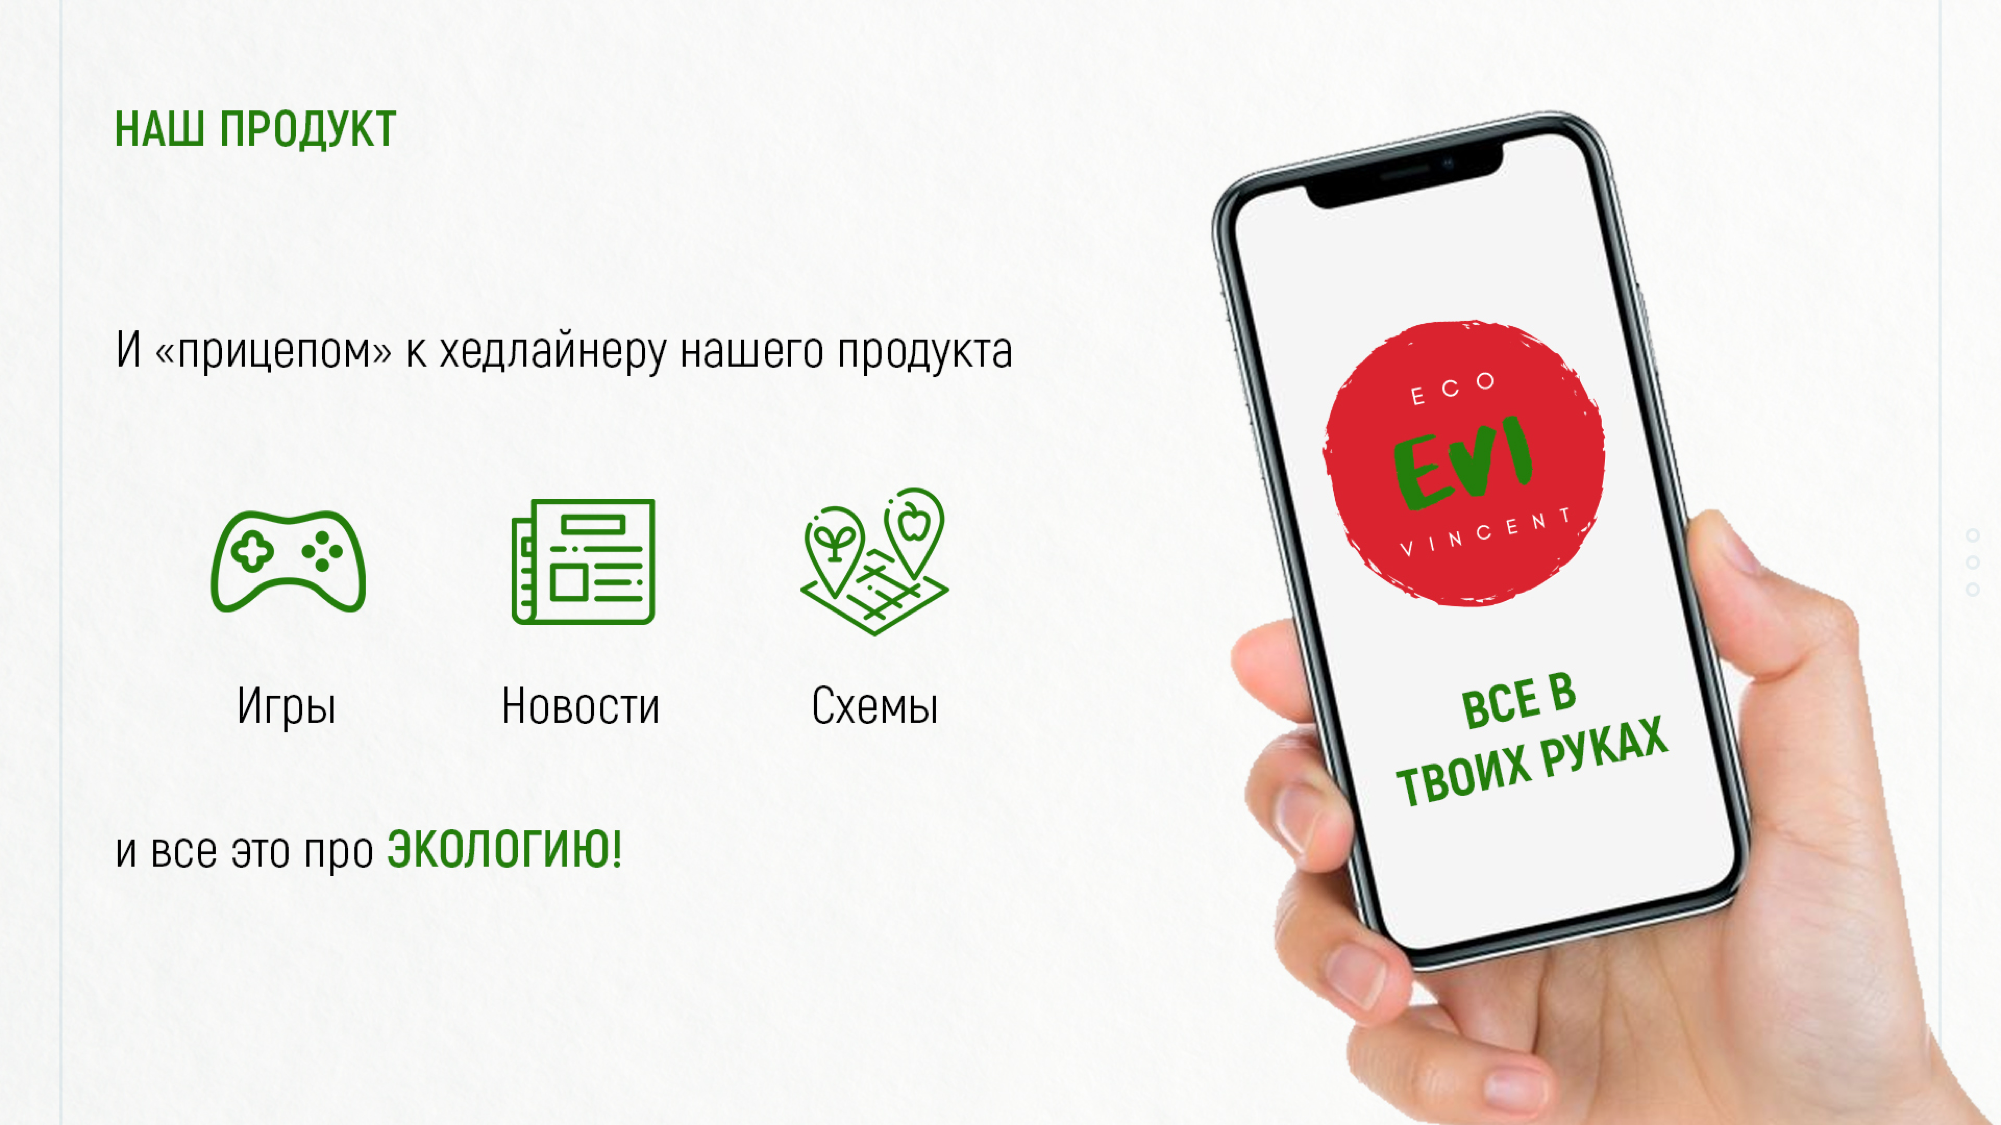 НАШ ПРОДУКТ
И «прицепом» к хедлайнеру нашего продукта
Игры
Новости
Схемы
и все это про ЭКОЛОГИЮ!
ECO
EVI
VINCENT
ВСЕ В
ТВОИХ РУКАХ